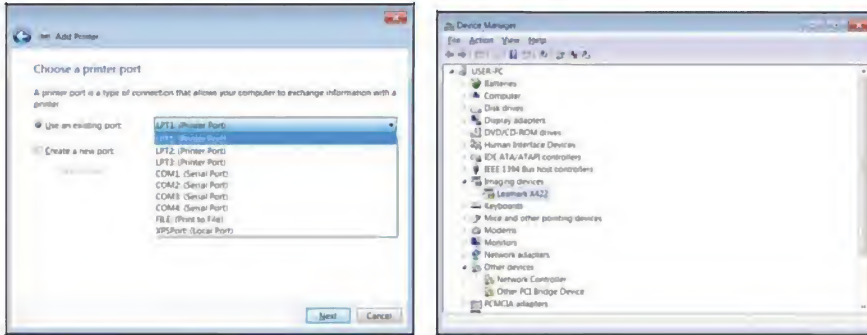 Add Printer
Choose a printer port
A printer port is a type of connection that allows your computer to exchange information with a
printer.
Use an existing port:
LPT1: (Printer Port)
LPT1: (Printer Port)
Create a new port:
LPT2: (Printer Port)
LPT3: (Printer Port)
COM1: (Serial Port)
COM2: (Serial Port)
COM3: (Serial Port)
COM4: (Serial Port)
FILE: (Print to File)
XPSPort: (Local Port)
Next
Cancel
Device Manager
File Action View Help
USER-PC
Batteries
Computer
Disk drives
Display adapters
DVD/CD-ROM drives
Human Interface Devices
IDE ATA/ATAPI controllers
IEEE 1394 Bus host controllers
Imaging devices
Lexmark X422
Keyboards
Mice and other pointing devices
Modems
Monitors
Network adapters
Other devices
Network Controller
Other PCI Bridge Device
PCMCIA adapters